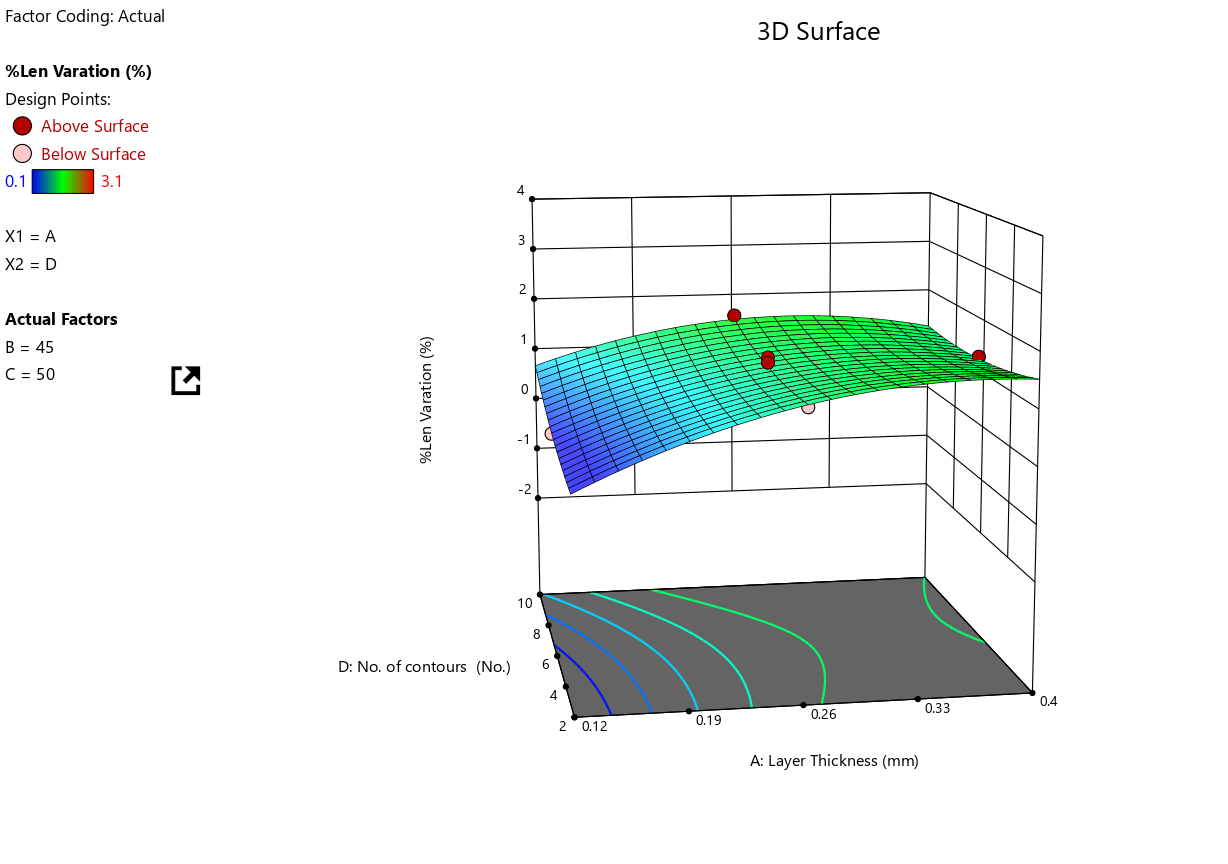 Factor Coding: Actual
3D Surface
%Len Varation (%)
Design Points:
Above Surface
Below Surface
0.1 3.1
X1 = A
X2 = D
Actual Factors
B = 45
C = 50
4
3
2
1
0
-1
-2
%Len Variation (%)
10
8
6
4
2
D: No. of contours (No.)
0.12
0.19
0.26
0.33
0.4
A: Layer Thickness (mm)